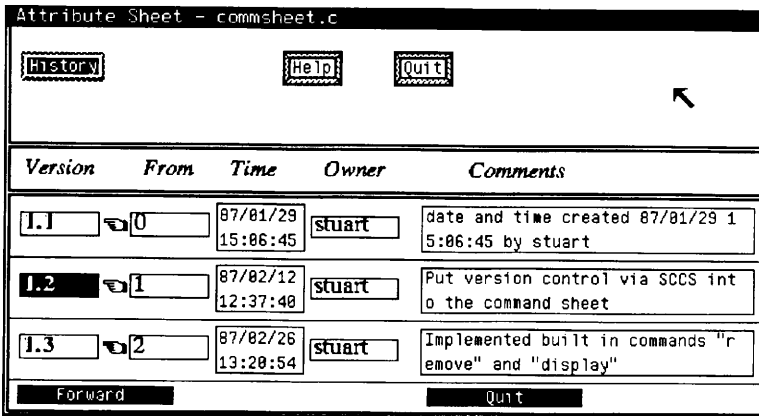 Attribute Sheet – commsheet.c
History Help Quit
Version From Time Owner Comments
1.1 0 87/01/29 stuart date and time created 87/01/29 1
15:06:45 5:06:45 by stuart
1.2 1 87/02/12 stuart Put version control via SCCS int
12:37:40 o the command sheet
1.3 2 87/02/26 stuart Implemented built in commands "r
13:20:54 emove" and "display"
Forward Quit